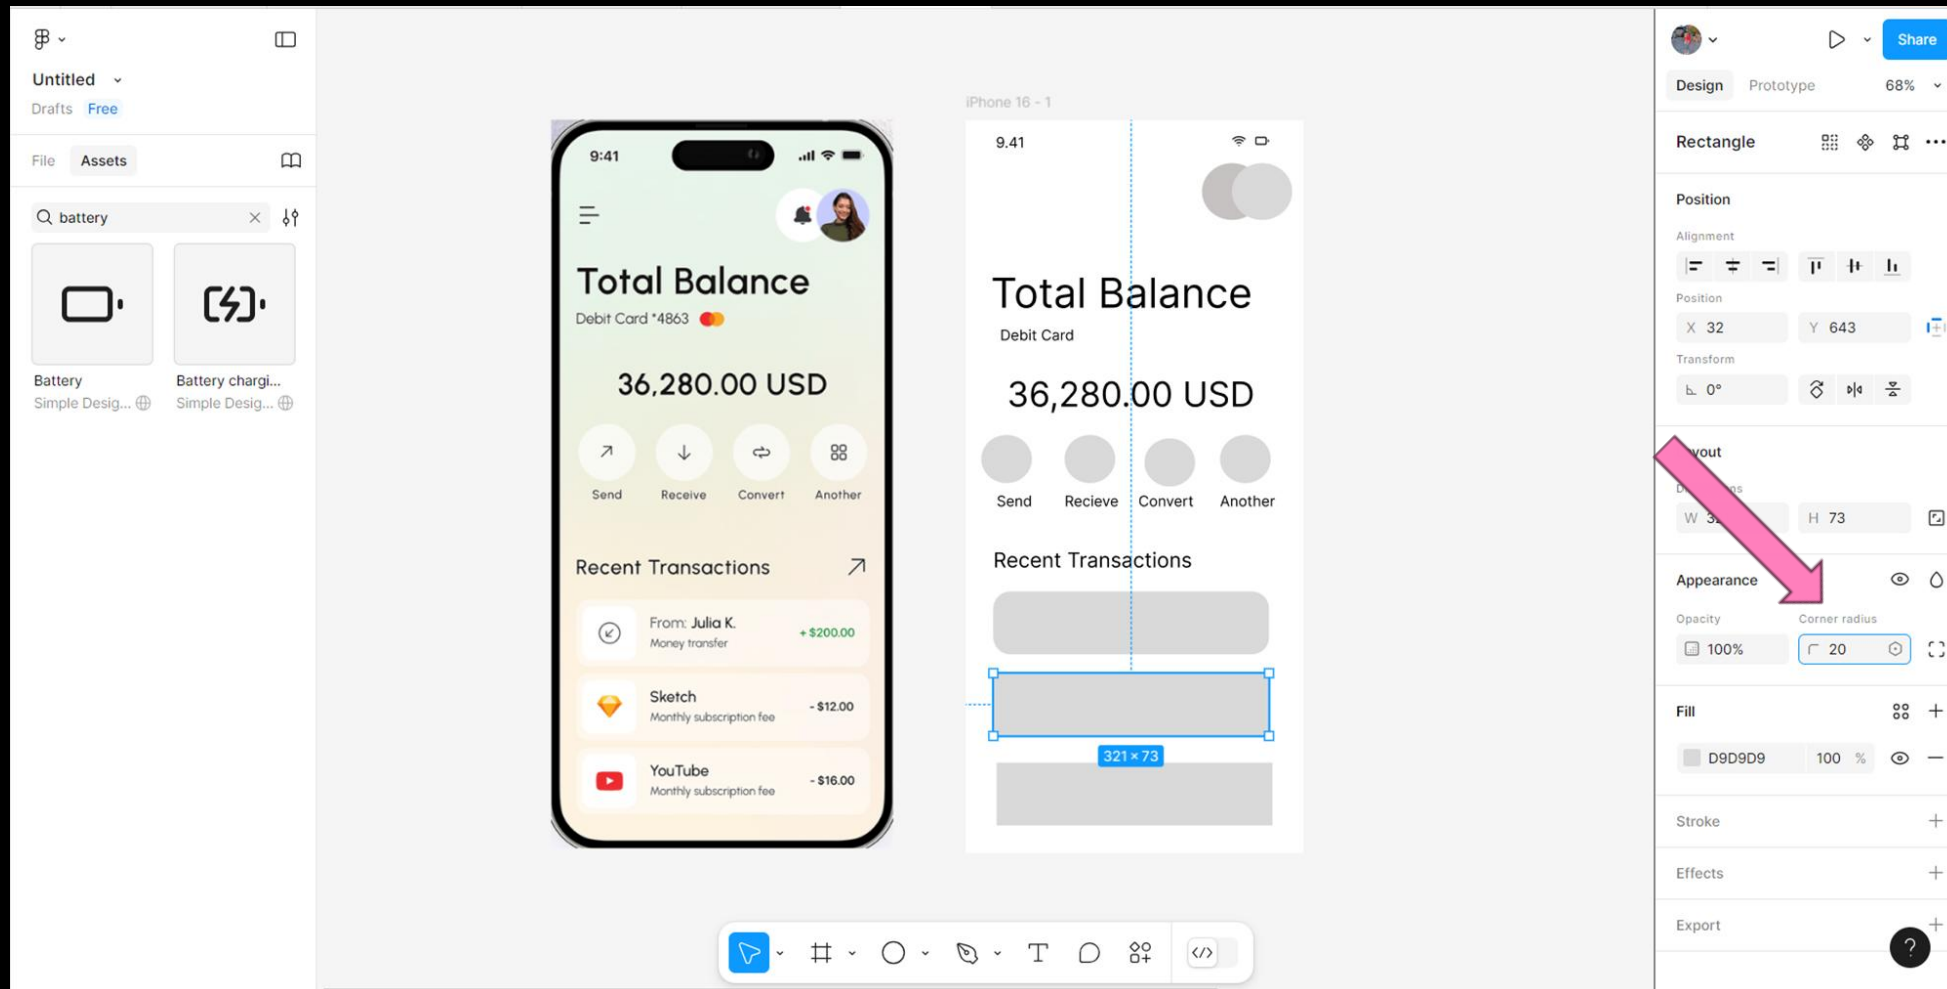 Untitled
Drafts Free
File Assets
battery
Battery
Simple Desig...
Battery chargi...
Simple Desig...
9:41
Total Balance
Debit Card *4863
36,280.00 USD
Send Receive Convert Another
Recent Transactions
From: Julia K.
Money transfer
+ $200.00
Sketch
Monthly subscription fee
- $12.00
YouTube
Monthly subscription fee
- $16.00
iPhone 16 - 1
9.41
Total Balance
Debit Card
36,280.00 USD
Send Recieve Convert Another
Recent Transactions
321 × 73
Share
Design Prototype 68%
Rectangle
Position
Alignment
Position
X 32 Y 643
Transform
0°
W H 73
Appearance
Opacity Corner radius
100% 20
Fill
D9D9D9 100 %
Stroke
Effects
Export
?